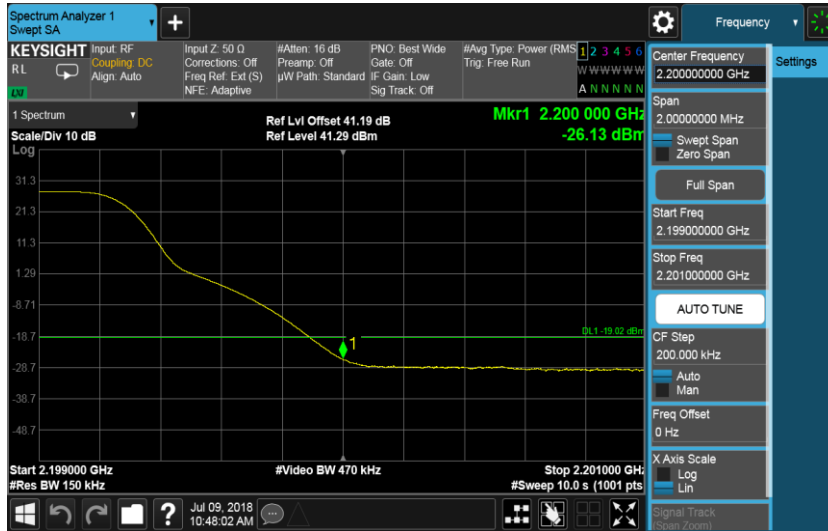 Spectrum Analyzer 1
Swept SA
Frequency
KEYSIGHT
RL
LXI
Input: RF
Coupling: DC
Align: Auto
Input Z: 50 Ω
Corrections: Off
Freq Ref: Ext (S)
NFE: Adaptive
#Atten: 16 dB
Preamp: Off
µW Path: Standard
PNO: Best Wide
Gate: Off
IF Gain: Low
Sig Track: Off
#Avg Type: Power (RMS
Trig: Free Run
1 2 3 4 5 6
W W W W W W
A N N N N N
1 Spectrum
Scale/Div 10 dB
Ref Lvl Offset 41.19 dB
Ref Level 41.29 dBm
Mkr1 2.200 000 GHz
-26.13 dBm
Log
31.3
21.3
11.3
1.29
-8.71
-18.7
-28.7
-38.7
-48.7
DL1 -19.02 dBm
1
Start 2.199000 GHz
#Res BW 150 kHz
#Video BW 470 kHz
Stop 2.201000 GHz
#Sweep 10.0 s (1001 pts
Jul 09, 2018
10:48:02 AM
Center Frequency
2.200000000 GHz
Settings
Span
2.00000000 MHz
Swept Span
Zero Span
Full Span
Start Freq
2.199000000 GHz
Stop Freq
2.201000000 GHz
AUTO TUNE
CF Step
200.000 kHz
Auto
Man
Freq Offset
0 Hz
X Axis Scale
Log
Lin
Signal Track
(Span Zoom)